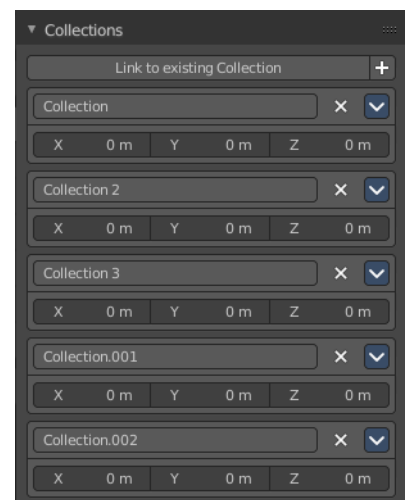 Collections
Link to existing Collection
Collection
X 0 m Y 0 m Z 0 m
Collection 2
X 0 m Y 0 m Z 0 m
Collection 3
X 0 m Y 0 m Z 0 m
Collection.001
X 0 m Y 0 m Z 0 m
Collection.002
X 0 m Y 0 m Z 0 m